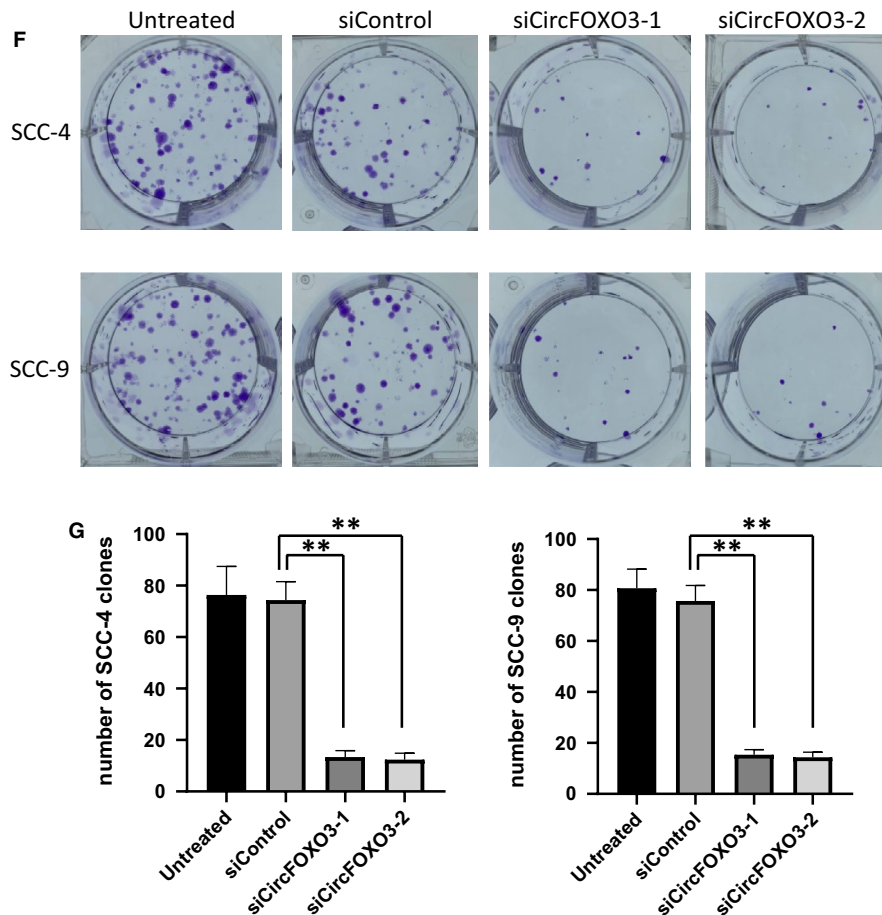 F
Untreated siControl siCircFOXO3-1 siCircFOXO3-2
SCC-4
SCC-9
G
number of SCC-4 clones
100
80
60
40
20
0
** 
**
Untreated
siControl
siCircFOXO3-1
siCircFOXO3-2
number of SCC-9 clones
100
80
60
40
20
0
**
**
Untreated
siControl
siCircFOXO3-1
siCircFOXO3-2